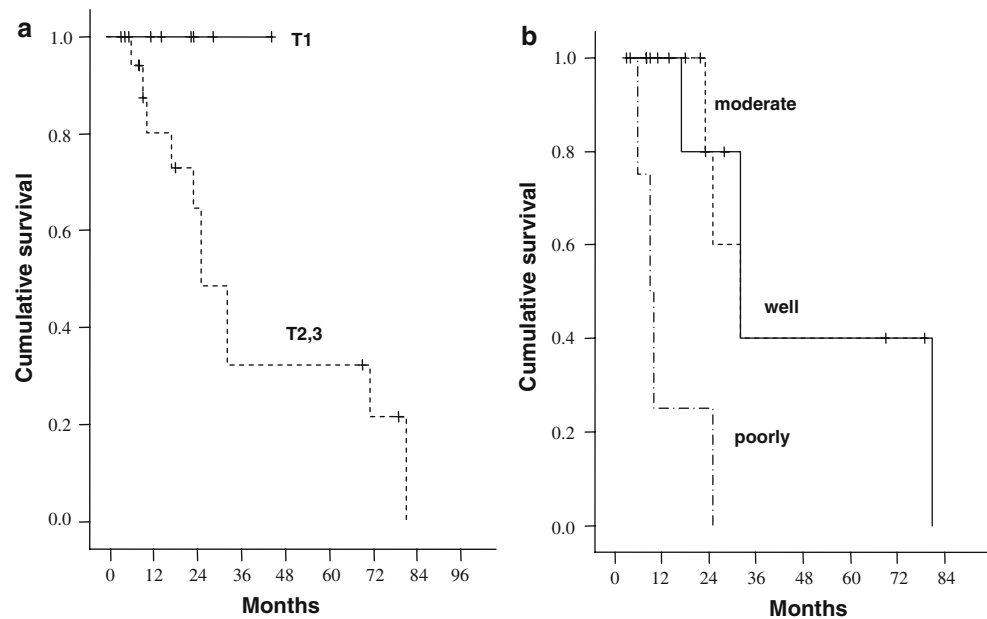 a
1.0
0.8
0.6
0.4
0.2
0.0
Cumulative survival
T1
T2,3
0 12 24 36 48 60 72 84 96
Months
b
1.0
0.8
0.6
0.4
0.2
0.0
Cumulative survival
moderate
well
poorly
0 12 24 36 48 60 72 84
Months